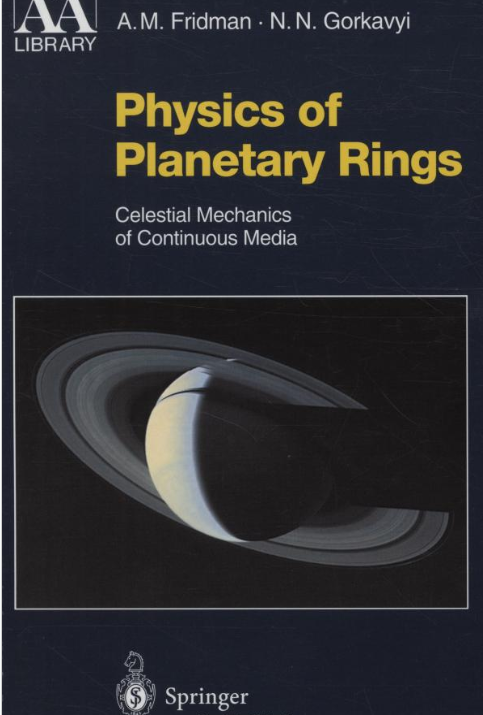 AA
LIBRARY
A. M. Fridman · N. N. Gorkavyi
Physics of
Planetary Rings
Celestial Mechanics
of Continuous Media
Springer